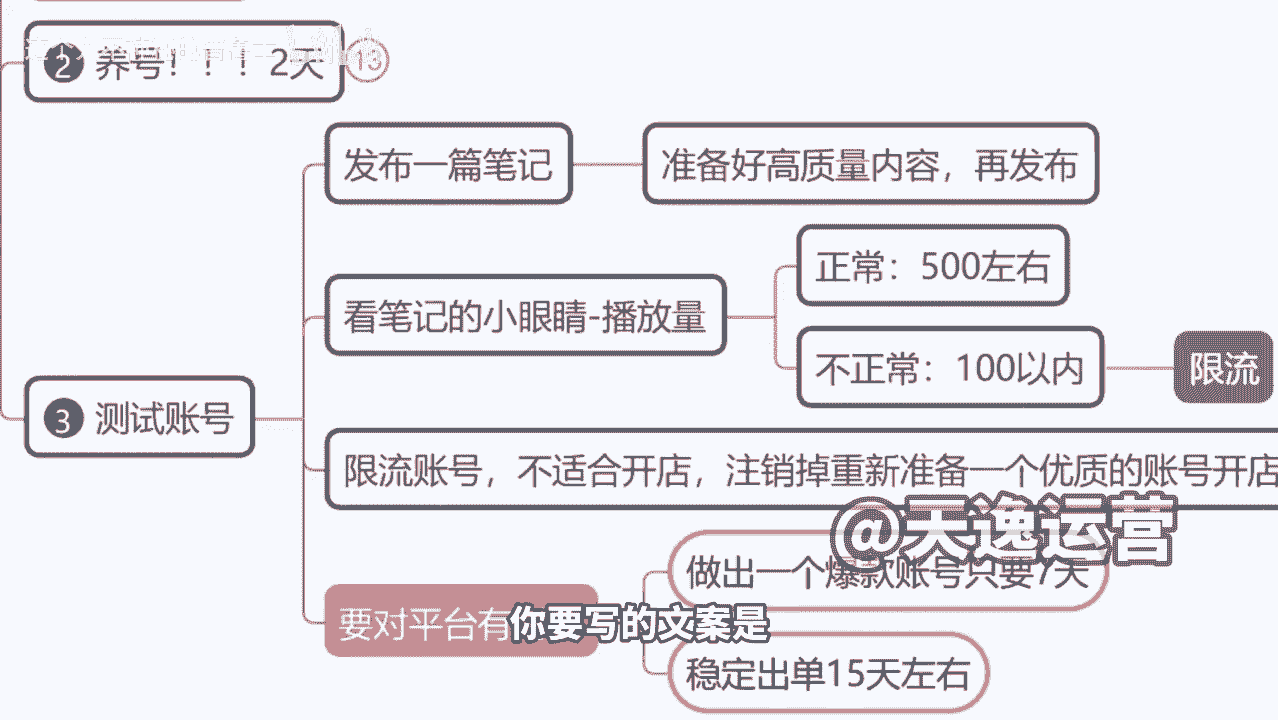 2 养号！！！2天 13
发布一篇笔记
准备好高质量内容，再发布
正常：500左右
看笔记的小眼睛-播放量
不正常：100以内
限流
3 测试账号
限流账号，不适合开店，注销掉重新准备一个优质的账号开店
@天逸运营
做出一个爆款账号只要7天
要对平台有
你要写的文案是
稳定出单15天左右